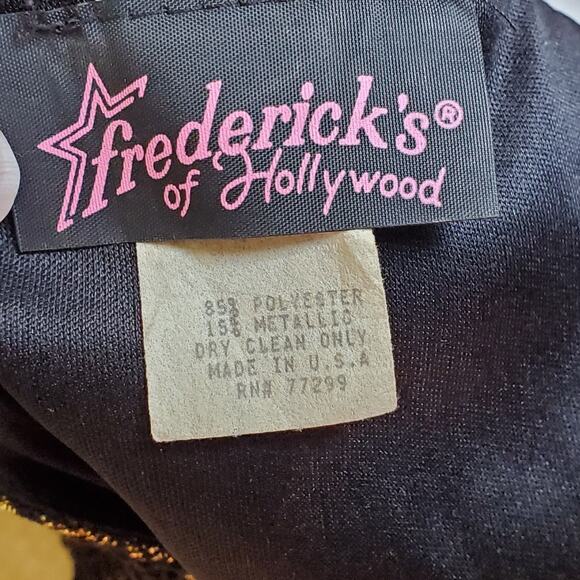 frederick's®
of Hollywood
85% POLYESTER
15% METALLIC
DRY CLEAN ONLY
MADE IN U.S.A
RN# 77299